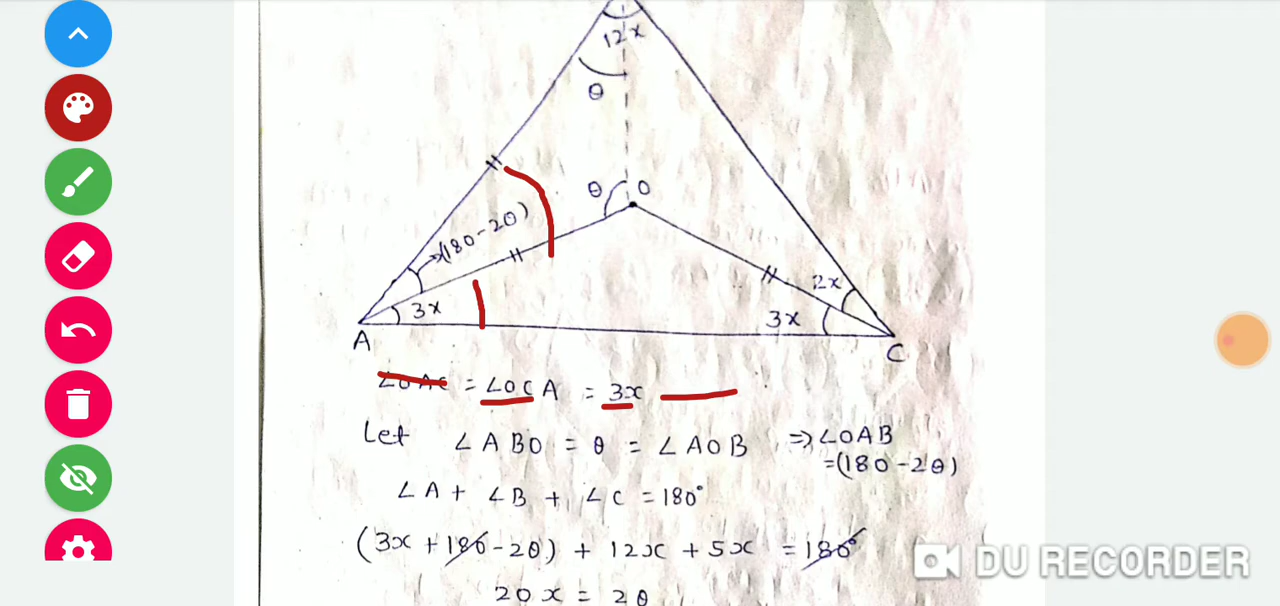 12x
θ
θ O
→(180-2θ)
3x
2x
3x
A
C
∠OAC = ∠OCA = 3x
Let ∠ABO = θ = ∠AOB ⇒ ∠OAB
=(180-2θ)
∠A + ∠B + ∠C = 180°
(3x + 180 - 2θ) + 12x + 5x = 180°
20x = 2θ
DU RECORDER